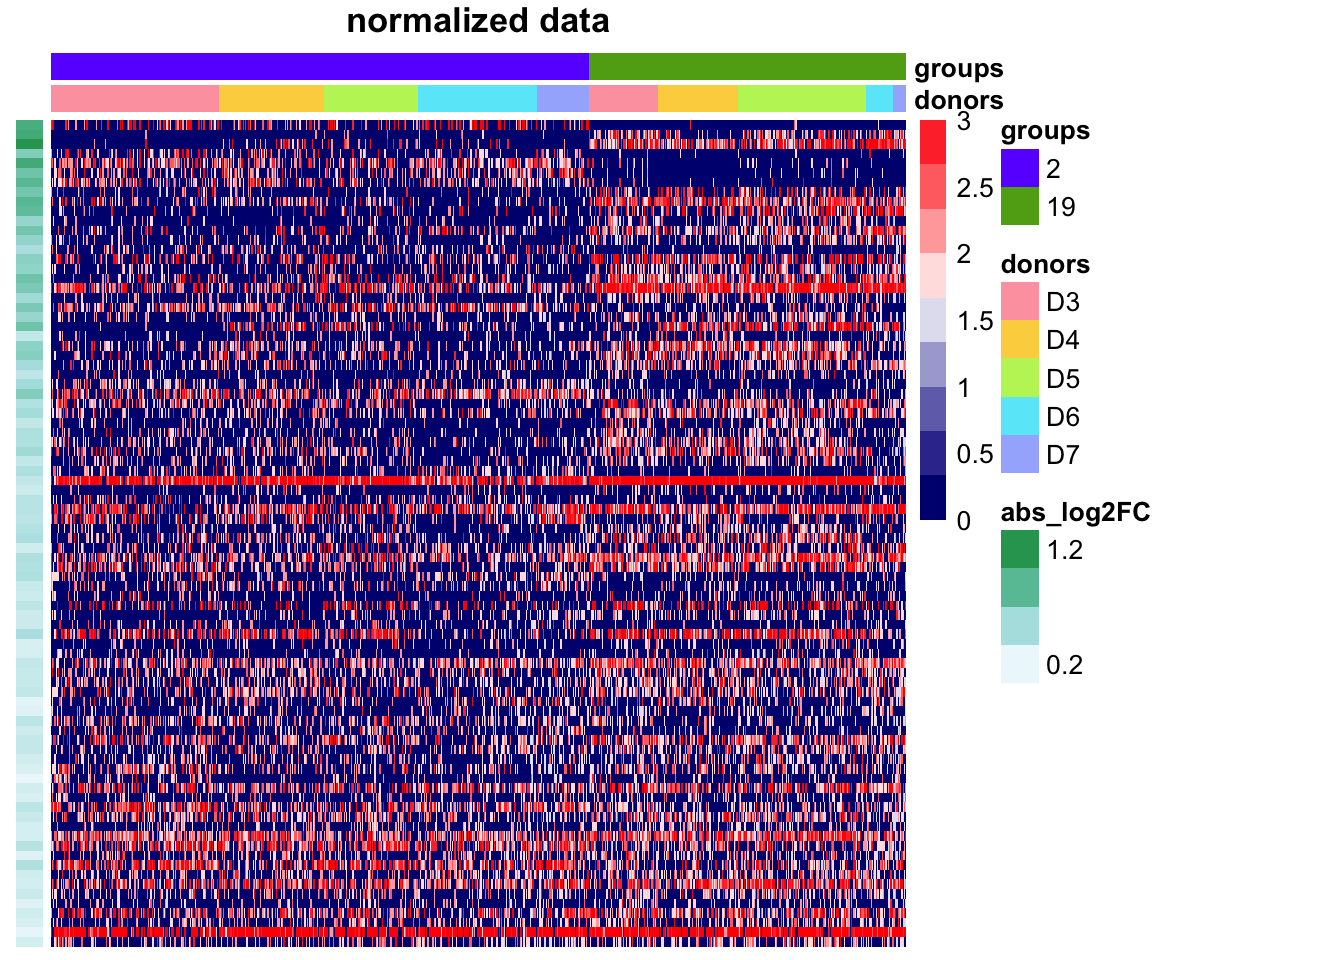 normalized data
groups
donors
3
2.5
2
1.5
1
0.5
0
groups
2
19
donors
D3
D4
D5
D6
D7
abs_log2FC
1.2
0.2